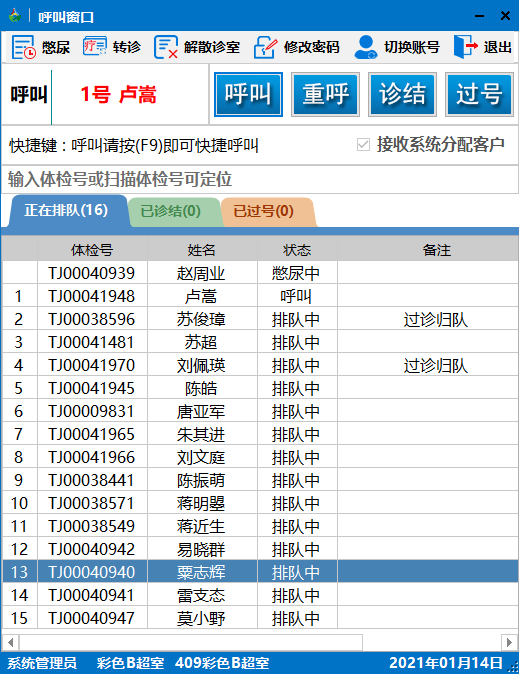 呼叫窗口
憋尿 转诊 解散诊室 修改密码 切换账号 退出
呼叫 1号 卢嵩 呼叫 重呼 诊结 过号
快捷键：呼叫请按(F9)即可快捷呼叫 接收系统分配客户
输入体检号或扫描体检号可定位
正在排队(16) 已诊结(0) 已过号(0)
体检号 姓名 状态 备注
TJ00040939 赵周业 憋尿中
1 TJ00041948 卢嵩 呼叫
2 TJ00038596 苏俊璋 排队中 过诊归队
3 TJ00041481 苏超 排队中
4 TJ00041970 刘佩瑛 排队中 过诊归队
5 TJ00041945 陈皓 排队中
6 TJ00009831 唐亚军 排队中
7 TJ00041965 朱其进 排队中
8 TJ00041966 刘文庭 排队中
9 TJ00038441 陈振萌 排队中
10 TJ00038571 蒋明曌 排队中
11 TJ00038549 蒋近生 排队中
12 TJ00040942 易晓群 排队中
13 TJ00040940 粟志辉 排队中
14 TJ00040941 雷支态 排队中
15 TJ00040947 莫小野 排队中
系统管理员 彩色B超室 409彩色B超室 2021年01月14日